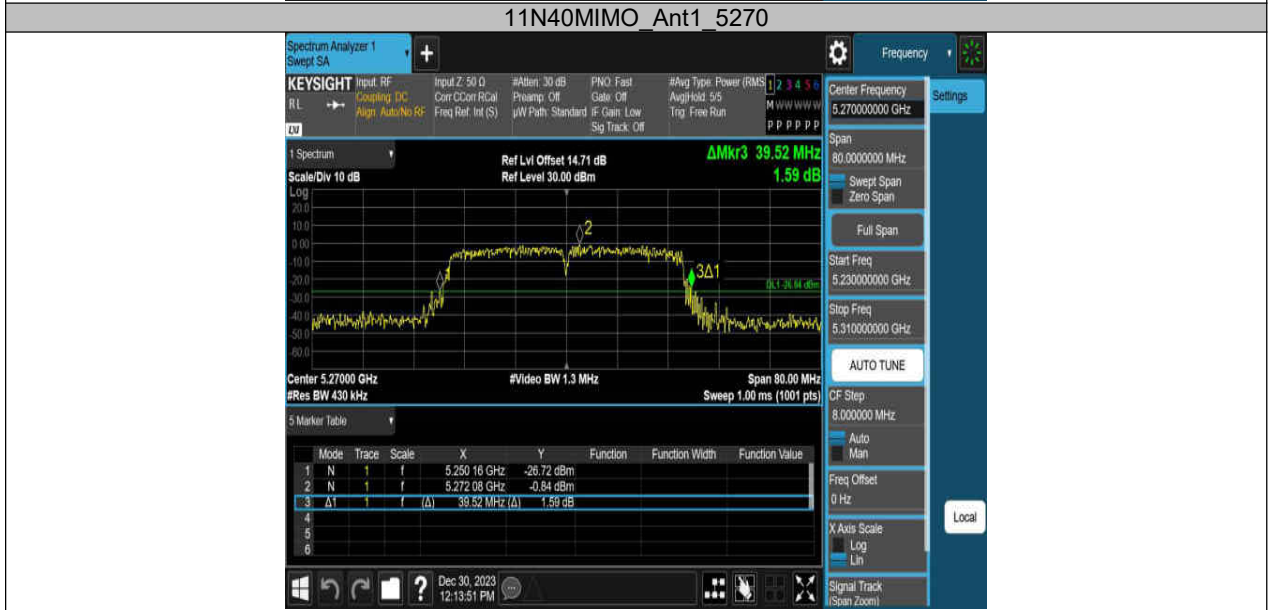 11N40MIMO_Ant1_5270
Spectrum Analyzer 1
Swept SA
+
Frequency
KEYSIGHT
RL
LXI
Input: RF
Coupling: DC
Align: Auto/No RF
Input Z: 50 Ω
Corr CCorr RCal
Freq Ref: Int (S)
#Atten: 30 dB
Preamp: Off
µW Path: Standard
PNO: Fast
Gate: Off
IF Gain: Low
Sig Track: Off
#Avg Type: Power (RMS
Avg|Hold: 5/5
Trig: Free Run
1 2 3 4 5 6
M W W W W W
P P P P P P
Center Frequency
5.270000000 GHz
Settings
1 Spectrum
Scale/Div 10 dB
Ref Lvl Offset 14.71 dB
Ref Level 30.00 dBm
ΔMkr3 39.52 MHz
1.59 dB
Log
20.0
10.0
0.00
-10.0
-20.0
-30.0
-40.0
-50.0
-60.0
2
1
3Δ1
DL1 -26.84 dBm
Center 5.27000 GHz
#Video BW 1.3 MHz
Span 80.00 MHz
#Res BW 430 kHz
Sweep 1.00 ms (1001 pts)
Span
80.0000000 MHz
Swept Span
Zero Span
Full Span
Start Freq
5.230000000 GHz
Stop Freq
5.310000000 GHz
AUTO TUNE
CF Step
8.000000 MHz
Auto
Man
Freq Offset
0 Hz
X Axis Scale
Log
Lin
Signal Track
(Span Zoom)
Local
5 Marker Table
Mode Trace Scale X Y Function Function Width Function Value
1 N 1 f 5.250 16 GHz -26.72 dBm
2 N 1 f 5.272 08 GHz -0.84 dBm
3 Δ1 1 f (Δ) 39.52 MHz (Δ) 1.59 dB
4
5
6
?
Dec 30, 2023
12:13:51 PM